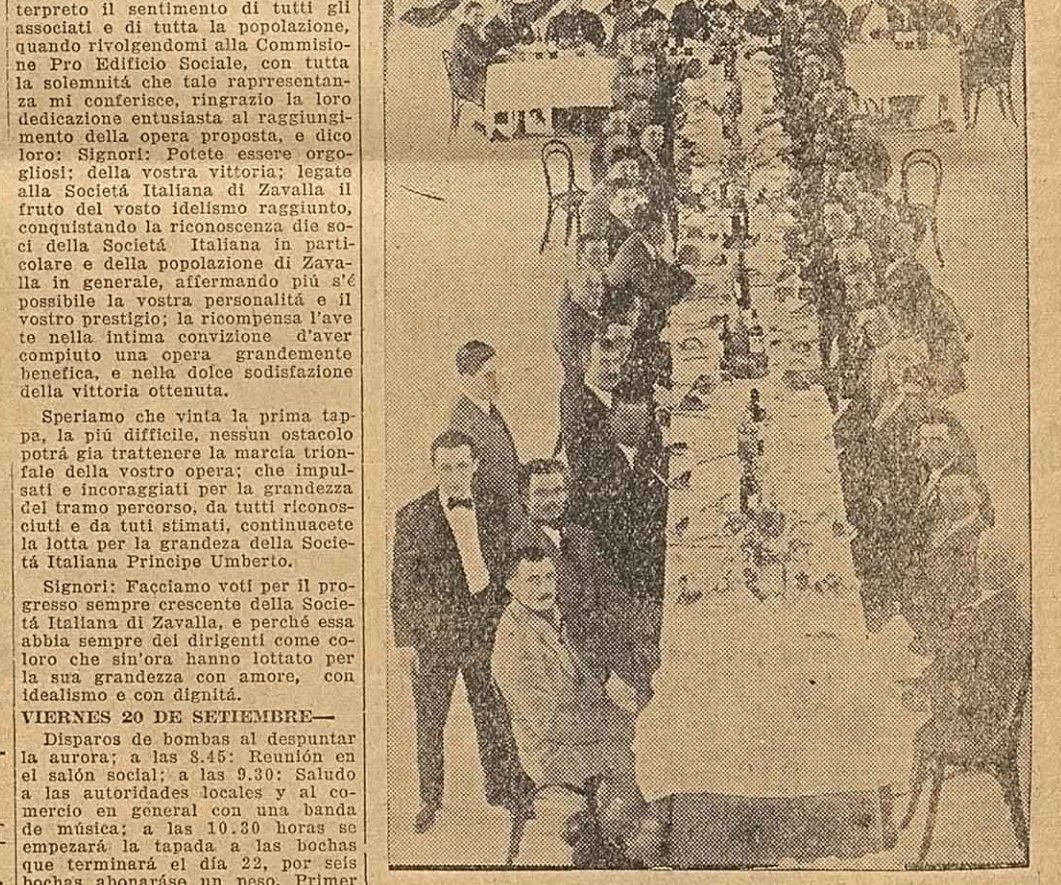 terpreto il sentimento di tutti gli
associati e di tutta la popolazione,
quando rivolgendomi alla Commisio-
ne Pro Edificio Sociale, con tutta
la solemnitá che tale raprresentan-
za mi conferisce, ringrazio la loro
dedicazione entusiasta al raggiungi-
mento della opera proposta, e dico
loro: Signori: Potete essere orgo-
gliosi; della vostra vittoria; legate
alla Societá Italiana di Zavalla il
fruto del vosto idelismo raggiunto,
conquistando la riconoscenza die so-
ci della Societá Italiana in parti-
colare e della popolazione di Zava-
lla in generale, affermando piú s'é
possibile la vostra personalitá e il
vostro prestigio; la ricompensa l'ave
te nella intima convizione d'aver
compiuto una opera grandemente
benefica, e nella dolce sodisfazione
della vittoria ottenuta.
Speriamo che vinta la prima tap-
pa, la piú difficile, nessun ostacolo
potrá gia trattenere la marcia trion-
fale della vostro opera; che impul-
sati e incoraggiati per la grandezza
del tramo percorso, da tutti riconos-
ciuti e da tuti stimati, continuacete
la lotta per la grandeza della Socie-
tá Italiana Principe Umberto.
Signori: Facciamo voti per il pro-
gresso sempre crescente della Socie-
tá Italiana di Zavalla, e perché essa
abbia sempre dei dirigenti come co-
loro che sin'ora hanno lottato per
la sua grandezza con amore, con
idealismo e con dignitá.
VIERNES 20 DE SETIEMBRE—
Disparos de bombas al despuntar
la aurora; a las 8.45: Reunión en
el salón social; a las 9.30: Saludo
a las autoridades locales y al co-
mercio en general con una banda
de música; a las 10.30 horas se
empezará la tapada a las bochas
que terminará el día 22, por seis
bochas abonaráse un peso. Primer